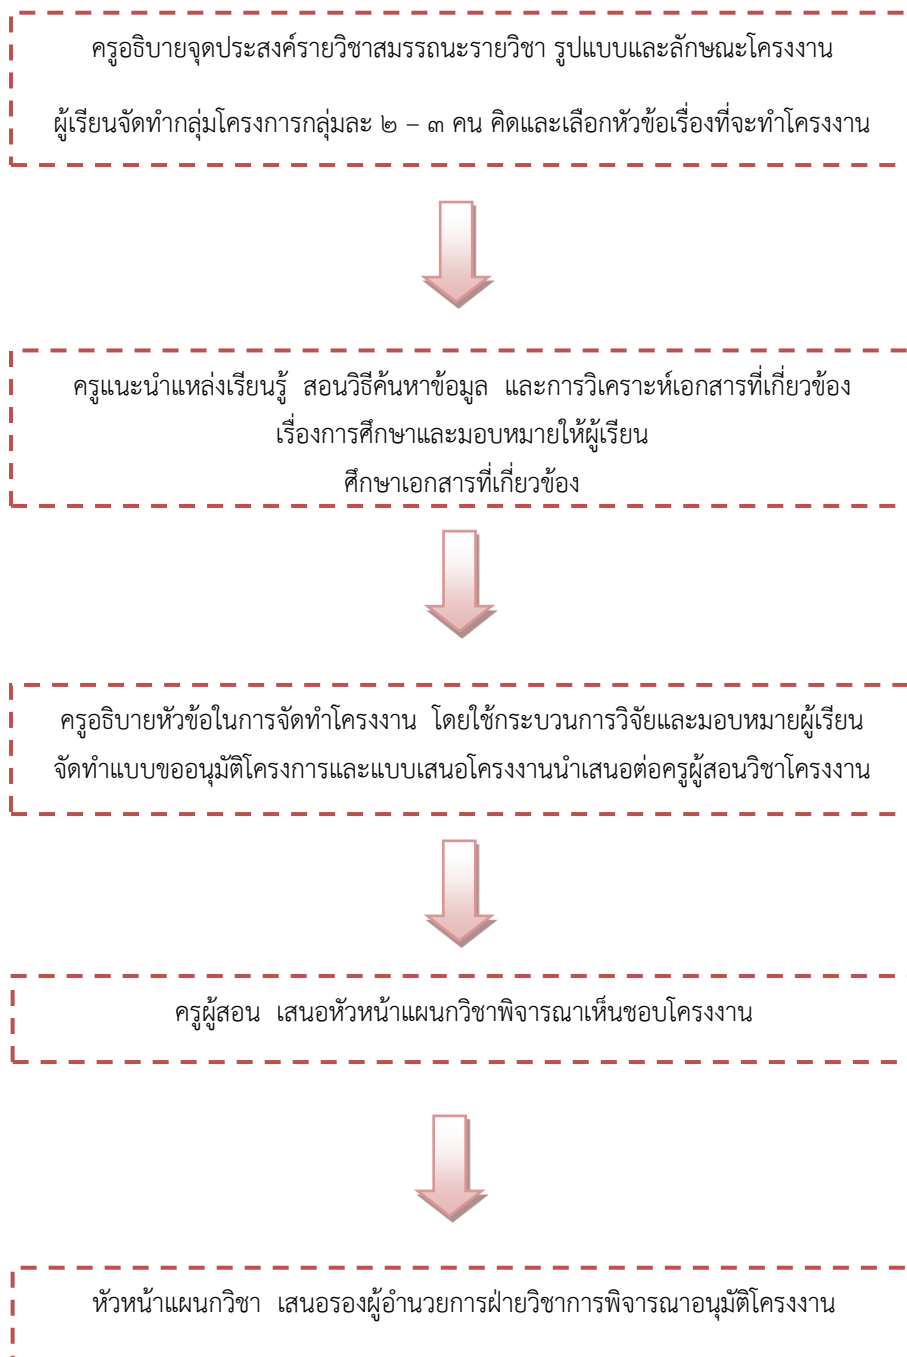 ครูอธิบายจุดประสงค์รายวิชาสมรรถนะรายวิชา รูปแบบและลักษณะโครงงาน
ผู้เรียนจัดทำกลุ่มโครงการกลุ่มละ ๒ – ๓ คน คิดและเลือกหัวข้อเรื่องที่จะทำโครงงาน
ครูแนะนำแหล่งเรียนรู้ สอนวิธีค้นหาข้อมูล และการวิเคราะห์เอกสารที่เกี่ยวข้อง
เรื่องการศึกษาและมอบหมายให้ผู้เรียน
ศึกษาเอกสารที่เกี่ยวข้อง
ครูอธิบายหัวข้อในการจัดทำโครงงาน โดยใช้กระบวนการวิจัยและมอบหมายผู้เรียน
จัดทำแบบขออนุมัติโครงการและแบบเสนอโครงงานนำเสนอต่อครูผู้สอนวิชาโครงงาน
ครูผู้สอน เสนอหัวหน้าแผนกวิชาพิจารณาเห็นชอบโครงงาน
หัวหน้าแผนกวิชา เสนอรองผู้อำนวยการฝ่ายวิชาการพิจารณาอนุมัติโครงงาน